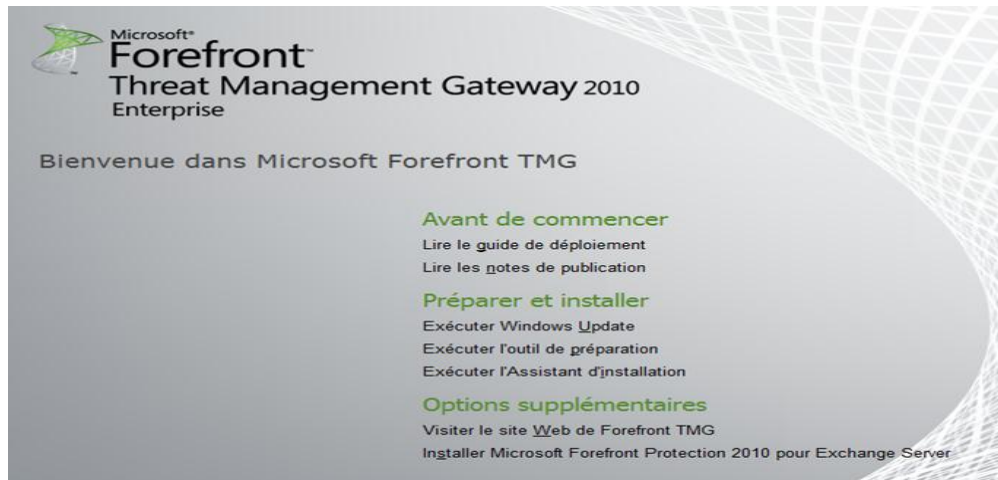 Microsoft®
Forefront™
Threat Management Gateway 2010
Enterprise
Bienvenue dans Microsoft Forefront TMG
Avant de commencer
Lire le guide de déploiement
Lire les notes de publication
Préparer et installer
Exécuter Windows Update
Exécuter l'outil de préparation
Exécuter l'Assistant d'installation
Options supplémentaires
Visiter le site Web de Forefront TMG
Installer Microsoft Forefront Protection 2010 pour Exchange Server